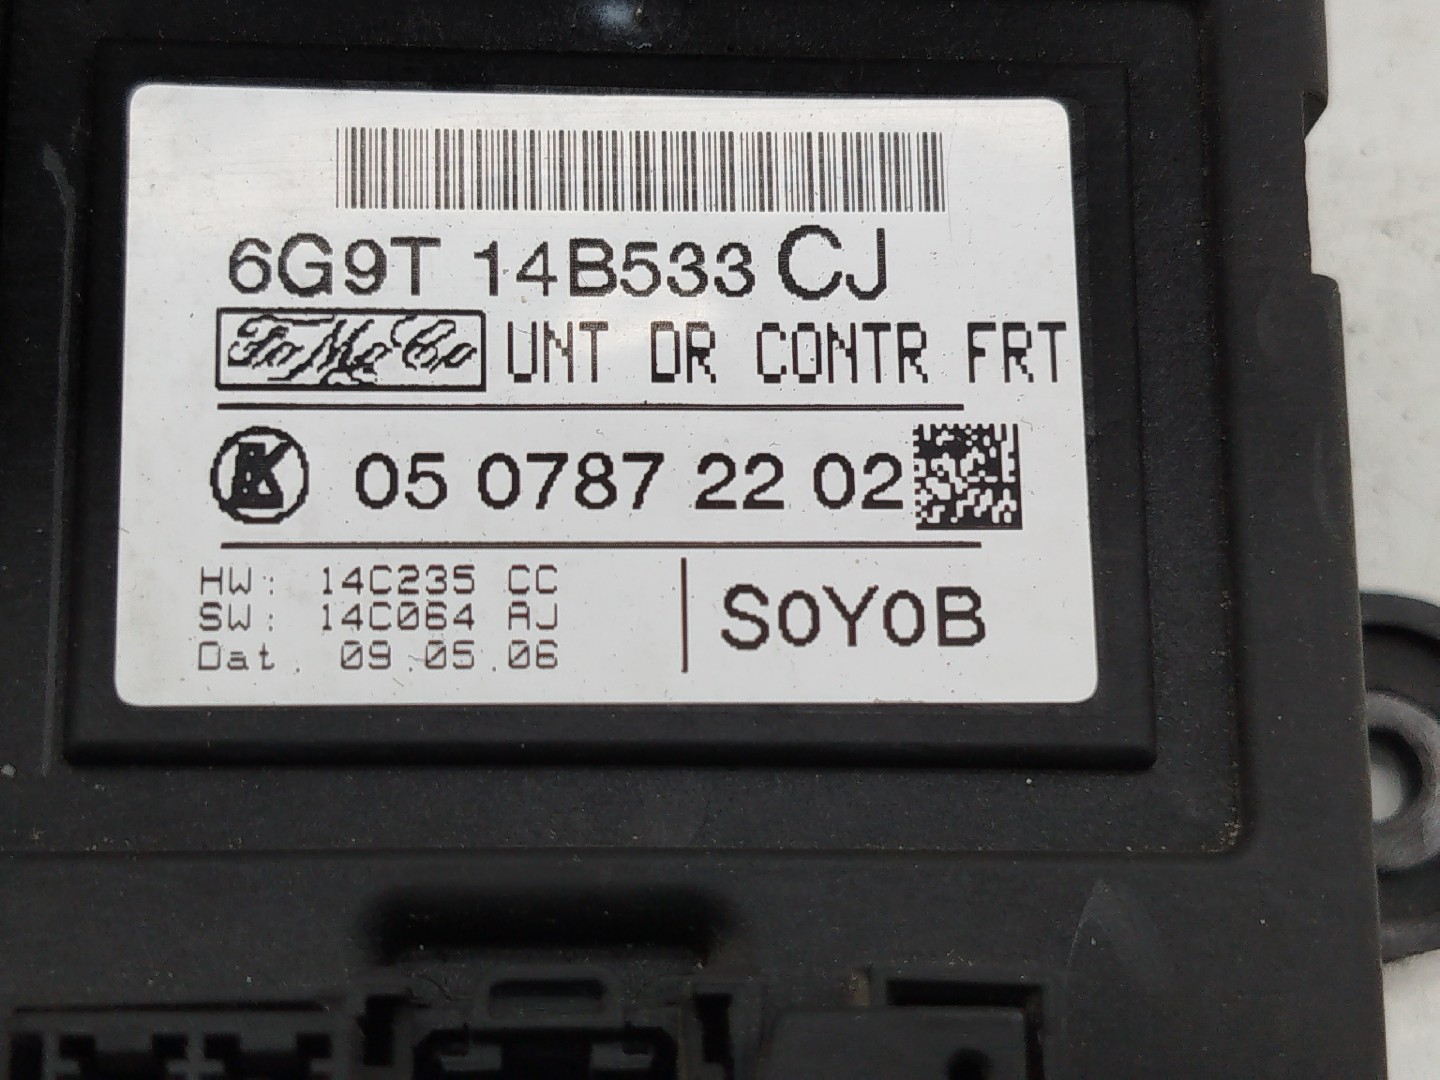 6G9T 14B533 CJ
FoMoCo UNT DR CONTR FRT
K 05 0787 22 02
HW: 14C235 CC
SW: 14C064 AJ
Dat. 09.05.06
S0Y0B